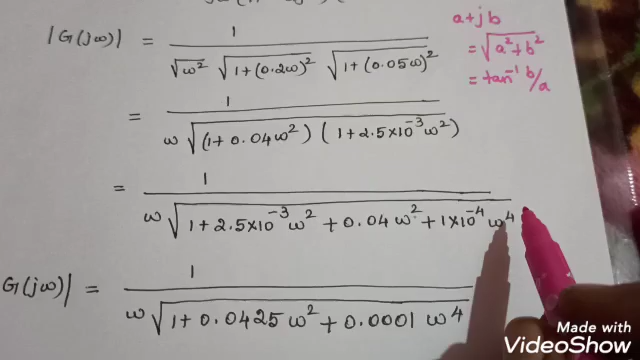 a+jb
|G(jω)| = 1 / √ω² √1+(0.2ω)² √1+(0.05ω)²
= √a²+b²
= tan⁻¹ b/a
= 1 / ω √(1+0.04ω²) (1+2.5×10⁻³ω²)
= 1 / ω √1+2.5×10⁻³ω²+0.04ω²+1×10⁻⁴ω⁴
G(jω)| = 1 / ω √1+0.0425ω²+0.0001ω⁴
Made with
VideoShow